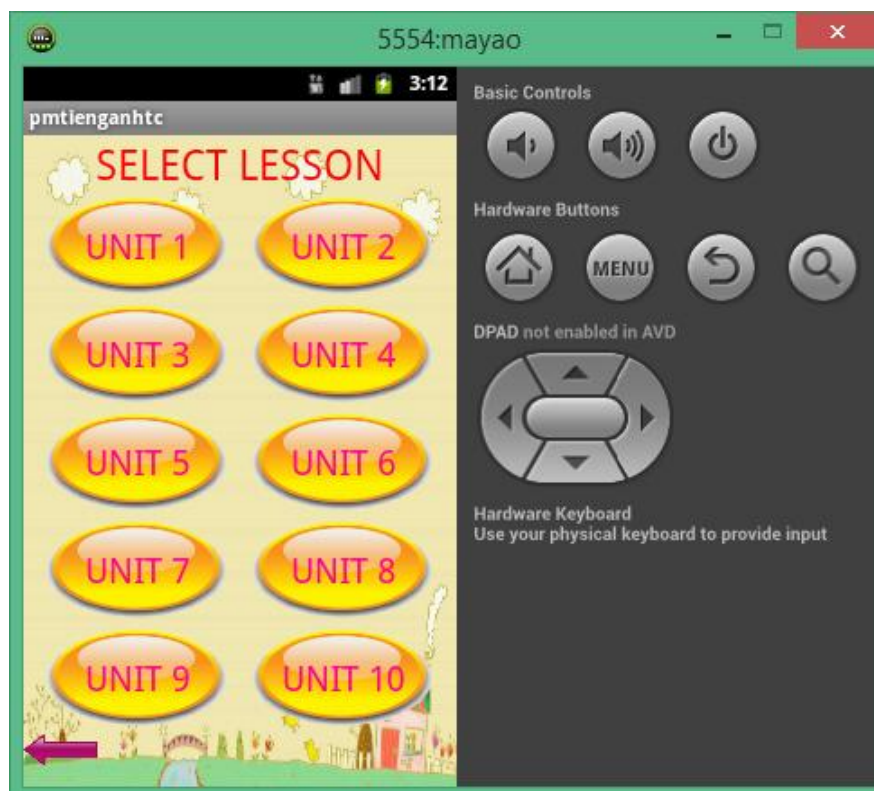 5554:mayao
3:12
pmtienganhtc
SELECT LESSON
UNIT 1
UNIT 2
UNIT 3
UNIT 4
UNIT 5
UNIT 6
UNIT 7
UNIT 8
UNIT 9
UNIT 10
Basic Controls
Hardware Buttons
MENU
DPAD not enabled in AVD
Hardware Keyboard
Use your physical keyboard to provide input